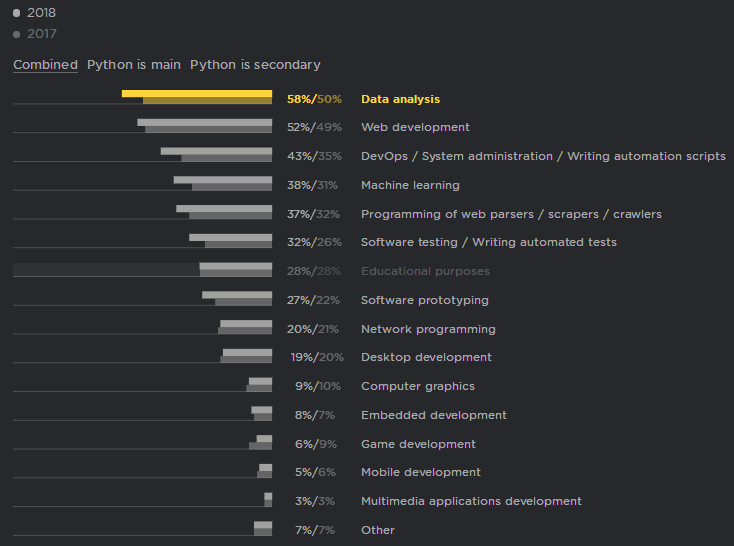 2018
2017
Combined Python is main Python is secondary
58%/50% Data analysis
52%/49% Web development
43%/35% DevOps / System administration / Writing automation scripts
38%/31% Machine learning
37%/32% Programming of web parsers / scrapers / crawlers
32%/26% Software testing / Writing automated tests
28%/28% Educational purposes
27%/22% Software prototyping
20%/21% Network programming
19%/20% Desktop development
9%/10% Computer graphics
8%/7% Embedded development
6%/9% Game development
5%/6% Mobile development
3%/3% Multimedia applications development
7%/7% Other